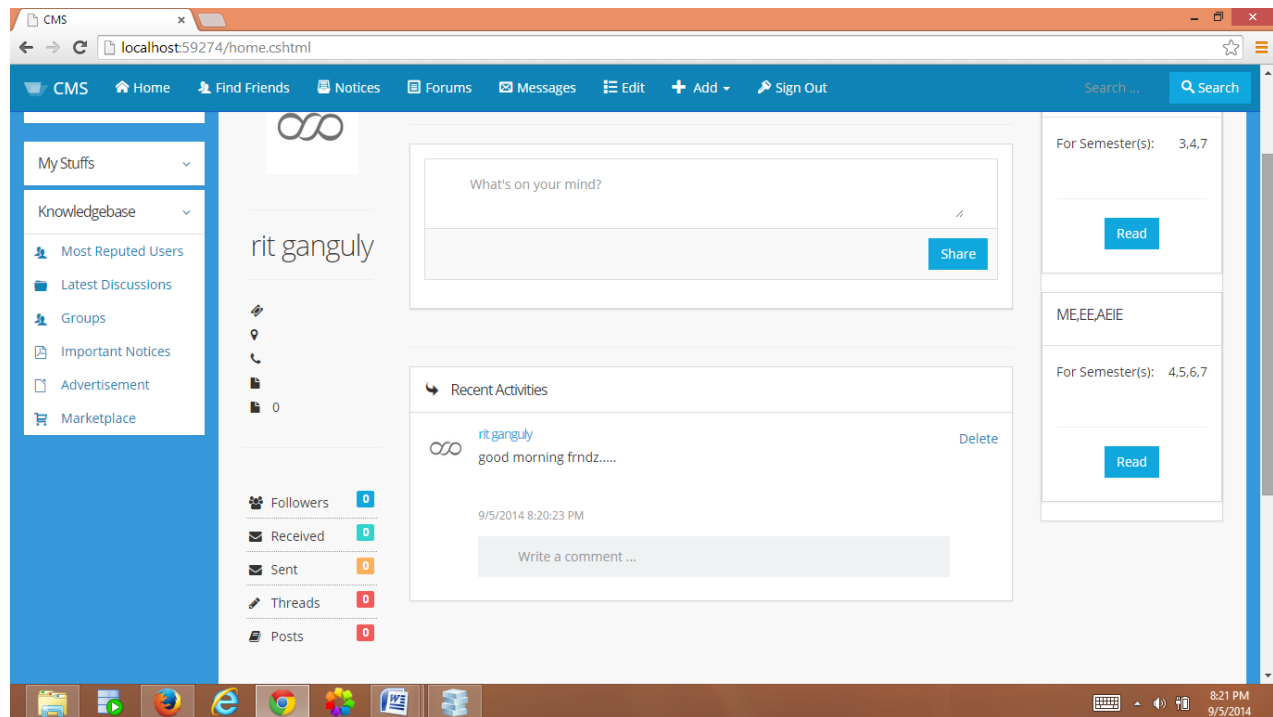 CMS
localhost:59274/home.cshtml
CMS Home Find Friends Notices Forums Messages Edit Add Sign Out Search ... Search
My Stuffs
Knowledgebase
Most Reputed Users
Latest Discussions
Groups
Important Notices
Advertisement
Marketplace
rit ganguly
0
Followers 0
Received 0
Sent 0
Threads 0
Posts 0
What's on your mind?
Share
Recent Activities
rit ganguly
Delete
good morning frndz.....
9/5/2014 8:20:23 PM
Write a comment ...
For Semester(s): 3,4,7
Read
ME,EE,AEIE
For Semester(s): 4,5,6,7
Read
8:21 PM
9/5/2014